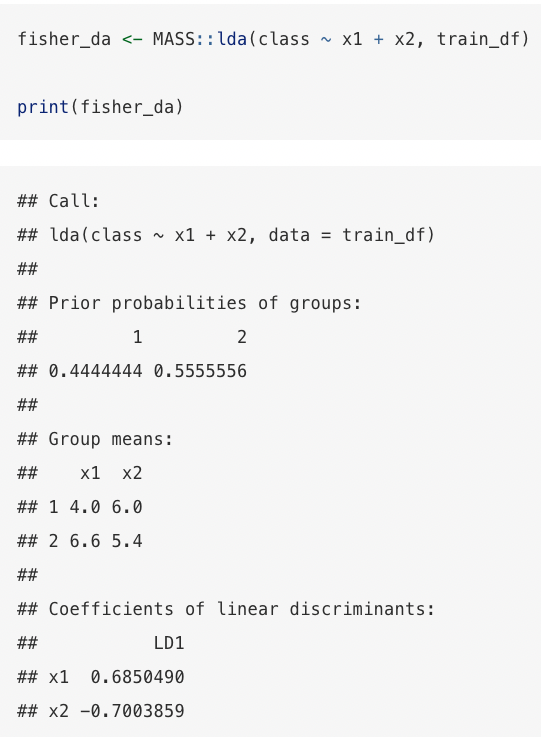 fisher_da <- MASS::lda(class ~ x1 + x2, train_df)
print(fisher_da)
## Call:
## lda(class ~ x1 + x2, data = train_df)
##
## Prior probabilities of groups:
##         1         2
## 0.4444444 0.5555556
##
## Group means:
##    x1  x2
## 1 4.0 6.0
## 2 6.6 5.4
##
## Coefficients of linear discriminants:
##           LD1
## x1  0.6850490
## x2 -0.7003859